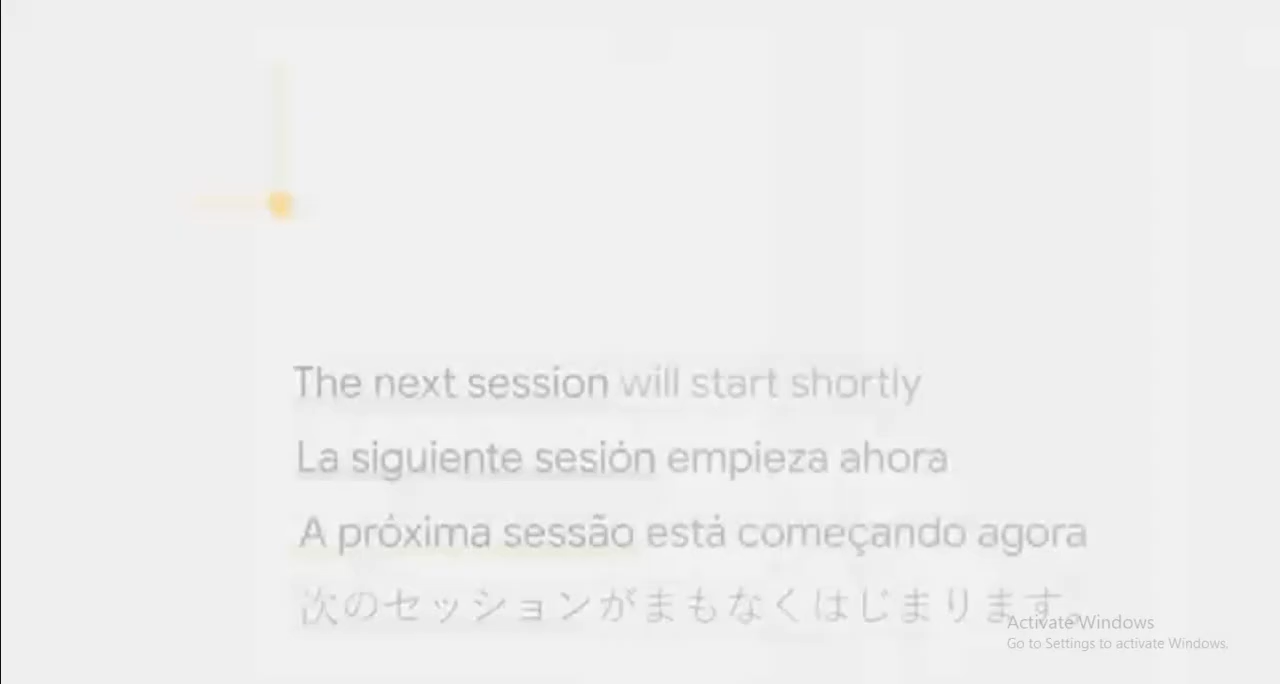 The next session will start shortly
La siguiente sesión empieza ahora
A próxima sessão está começando agora
次のセッションがまもなくはじまります。
Activate Windows
Go to Settings to activate Windows.